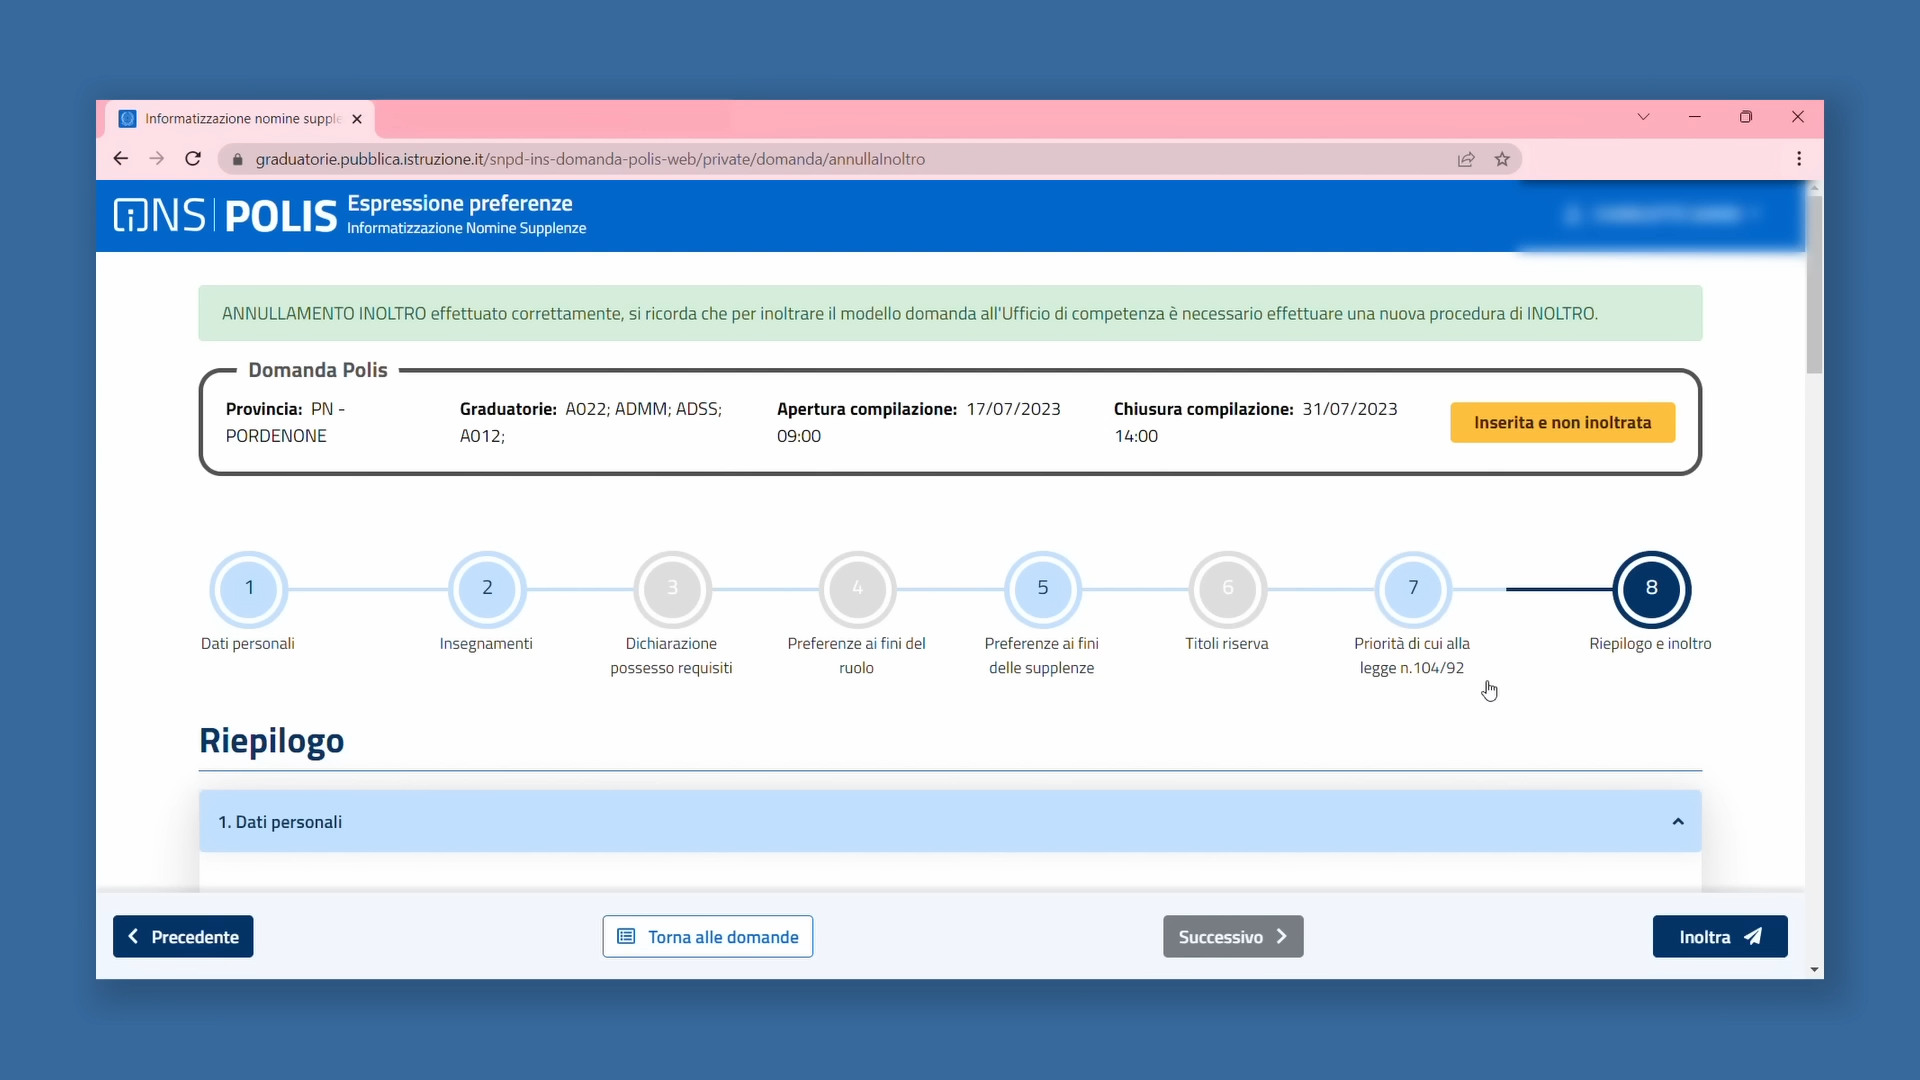 Informatizzazione nomine supple
graduatorie.pubblica.istruzione.it/snpd-ins-domanda-polis-web/private/domanda/annullaInoltro
iNS | POLIS
Espressione preferenze
Informatizzazione Nomine Supplenze
ANNULLAMENTO INOLTRO effettuato correttamente, si ricorda che per inoltrare il modello domanda all'Ufficio di competenza è necessario effettuare una nuova procedura di INOLTRO.
Domanda Polis
Provincia: PN -
PORDENONE
Graduatorie: A022; ADMM; ADSS;
A012;
Apertura compilazione: 17/07/2023
09:00
Chiusura compilazione: 31/07/2023
14:00
Inserita e non inoltrata
1
Dati personali
2
Insegnamenti
3
Dichiarazione
possesso requisiti
4
Preferenze ai fini del
ruolo
5
Preferenze ai fini
delle supplenze
6
Titoli riserva
7
Priorità di cui alla
legge n.104/92
8
Riepilogo e inoltro
Riepilogo
1. Dati personali
Precedente
Torna alle domande
Successivo
Inoltra